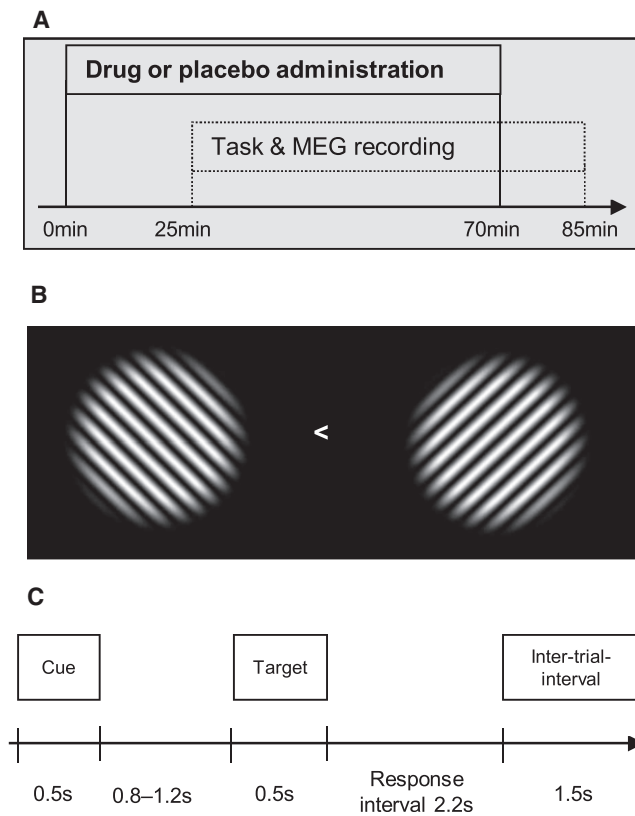 A
Drug or placebo administration
Task & MEG recording
0min 25min 70min 85min
B
<
C
Cue Target Inter-trial-
interval
0.5s 0.8–1.2s 0.5s Response
interval 2.2s 1.5s